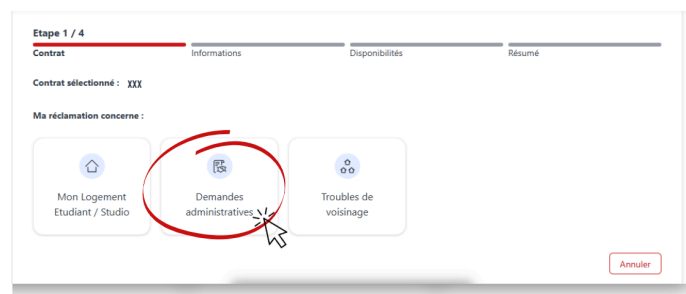 Etape 1 / 4
Contrat
Informations
Disponibilités
Résumé
Contrat sélectionné : XXX
Ma réclamation concerne :
Mon Logement
Etudiant / Studio
Demandes
administratives
Troubles de
voisinage
Annuler